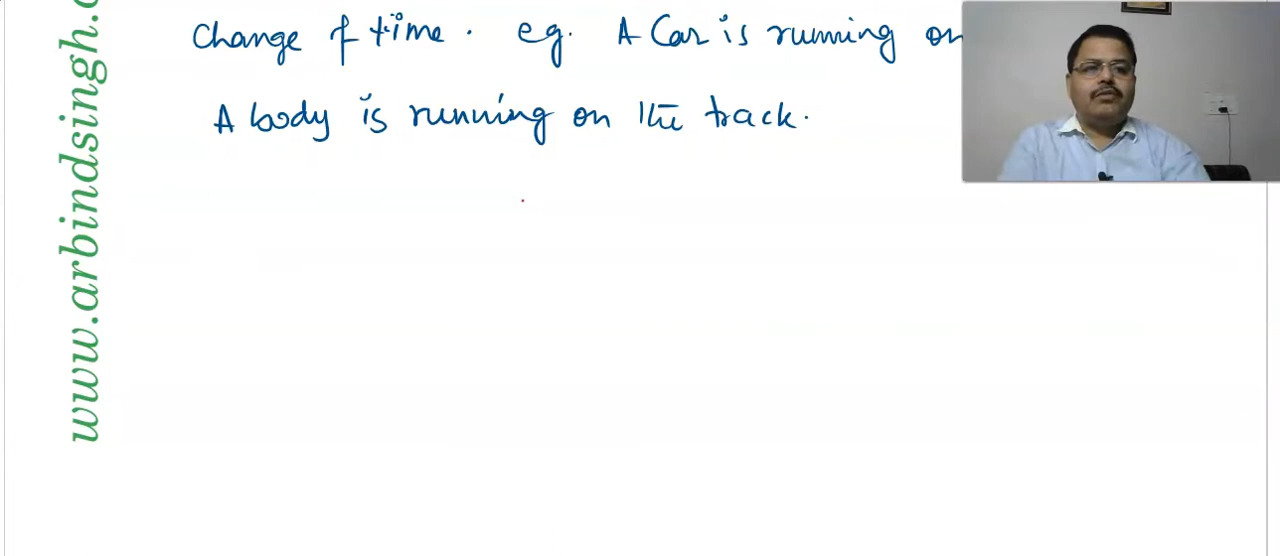 change of time. eg. A Car is running on
A body is running on the track.
www.arbindsingh.c